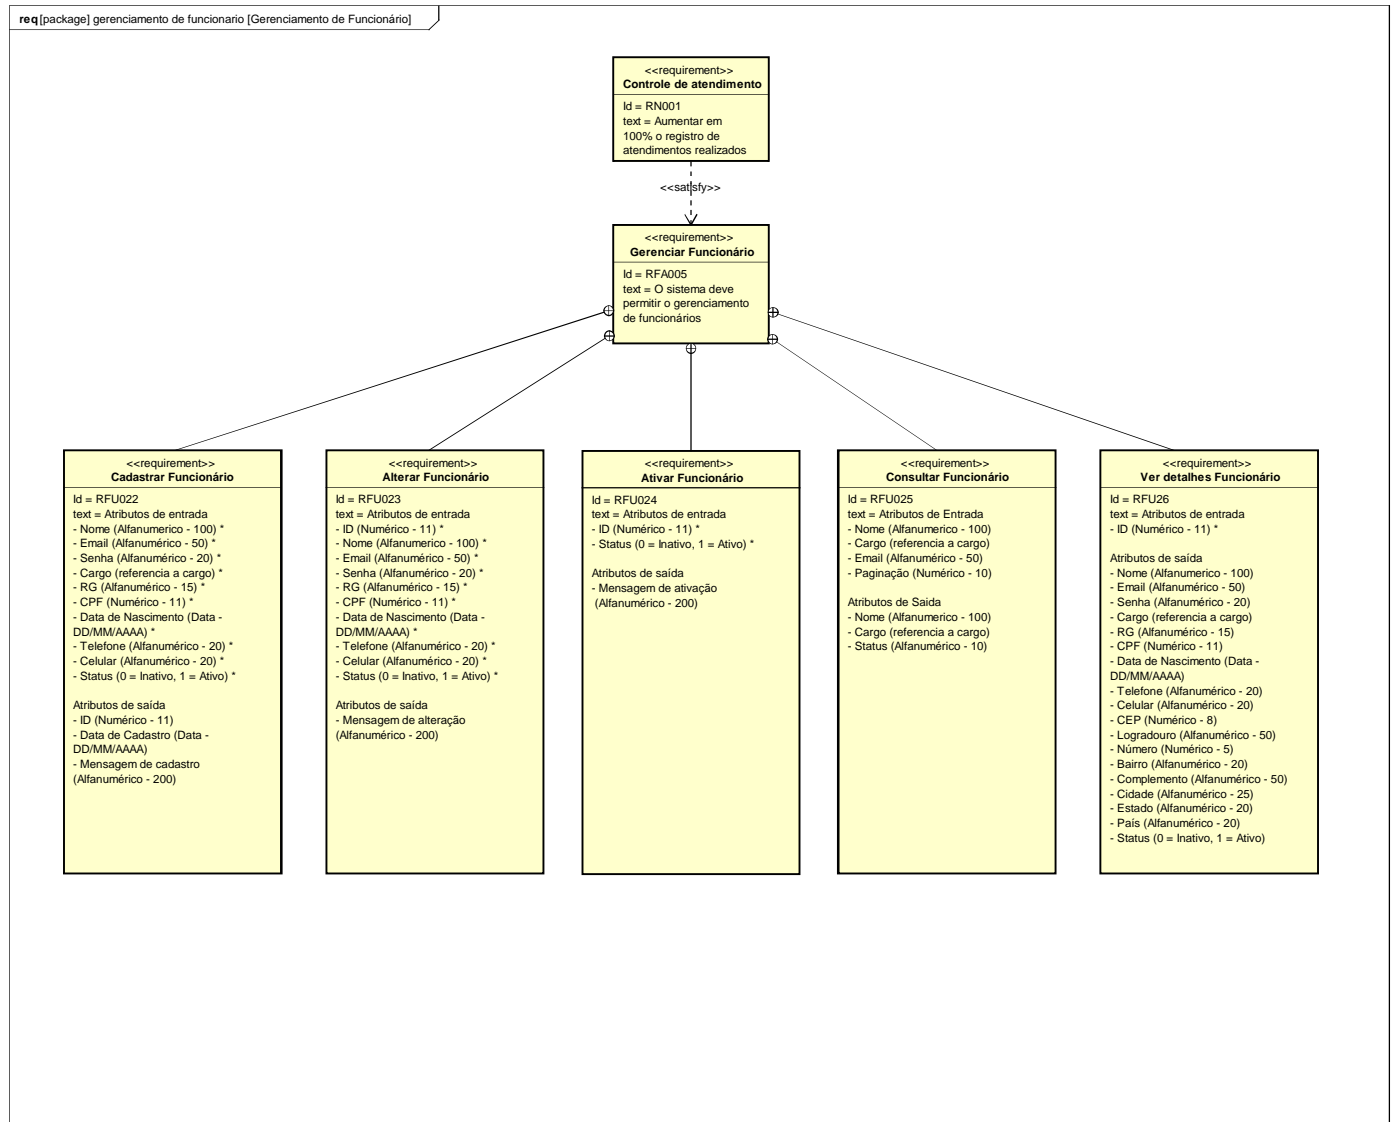 req [package] gerenciamento de funcionario [Gerenciamento de Funcionário]
<<requirement>>
Controle de atendimento
Id = RN001
text = Aumentar em
100% o registro de
atendimentos realizados
<<satisfy>>
<<requirement>>
Gerenciar Funcionário
Id = RFA005
text = O sistema deve
permitir o gerenciamento
de funcionários
<<requirement>>
Cadastrar Funcionário
Id = RFU022
text = Atributos de entrada
- Nome (Alfanumerico - 100) *
- Email (Alfanumérico - 50) *
- Senha (Alfanumérico - 20) *
- Cargo (referencia a cargo) *
- RG (Alfanumérico - 15) *
- CPF (Numérico - 11) *
- Data de Nascimento (Data -
DD/MM/AAAA) *
- Telefone (Alfanumérico - 20) *
- Celular (Alfanumérico - 20) *
- Status (0 = Inativo, 1 = Ativo) *
Atributos de saída
- ID (Numérico - 11)
- Data de Cadastro (Data -
DD/MM/AAAA)
- Mensagem de cadastro
(Alfanumérico - 200)
<<requirement>>
Alterar Funcionário
Id = RFU023
text = Atributos de entrada
- ID (Numérico - 11) *
- Nome (Alfanumerico - 100) *
- Email (Alfanumérico - 50) *
- Senha (Alfanumérico - 20) *
- RG (Alfanumérico - 15) *
- CPF (Numérico - 11) *
- Data de Nascimento (Data -
DD/MM/AAAA) *
- Telefone (Alfanumérico - 20) *
- Celular (Alfanumérico - 20) *
- Status (0 = Inativo, 1 = Ativo) *
Atributos de saída
- Mensagem de alteração
(Alfanumérico - 200)
<<requirement>>
Ativar Funcionário
Id = RFU024
text = Atributos de entrada
- ID (Numérico - 11) *
- Status (0 = Inativo, 1 = Ativo) *
Atributos de saída
- Mensagem de ativação
(Alfanumérico - 200)
<<requirement>>
Consultar Funcionário
Id = RFU025
text = Atributos de Entrada
- Nome (Alfanumerico - 100)
- Cargo (referencia a cargo)
- Email (Alfanumérico - 50)
- Paginação (Numérico - 10)
Atributos de Saida
- Nome (Alfanumérico - 100)
- Cargo (referencia a cargo)
- Status (Alfanumérico - 10)
<<requirement>>
Ver detalhes Funcionário
Id = RFU26
text = Atributos de entrada
- ID (Numérico - 11) *
Atributos de saída
- Nome (Alfanumerico - 100)
- Email (Alfanumérico - 50)
- Senha (Alfanumérico - 20)
- Cargo (referencia a cargo)
- RG (Alfanumérico - 15)
- CPF (Numérico - 11)
- Data de Nascimento (Data -
DD/MM/AAAA)
- Telefone (Alfanumérico - 20)
- Celular (Alfanumérico - 20)
- CEP (Numérico - 8)
- Logradouro (Alfanumérico - 50)
- Número (Numérico - 5)
- Bairro (Alfanumérico - 20)
- Complemento (Alfanumérico - 50)
- Cidade (Alfanumérico - 25)
- Estado (Alfanumérico - 20)
- País (Alfanumérico - 20)
- Status (0 = Inativo, 1 = Ativo)